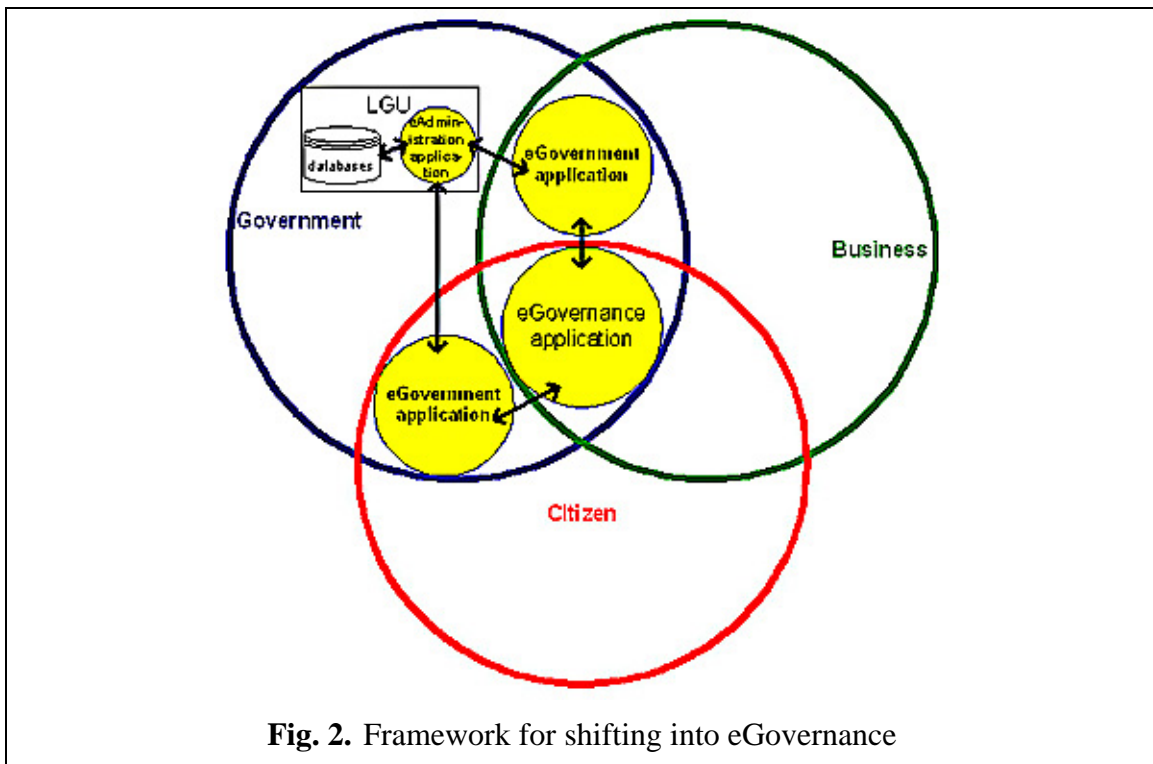 LGU
eAdmin-
istration
applica-
tion
databases
eGovernment
application
Government
Business
eGovernance
application
eGovernment
application
CItizen
Fig. 2. Framework for shifting into eGovernance